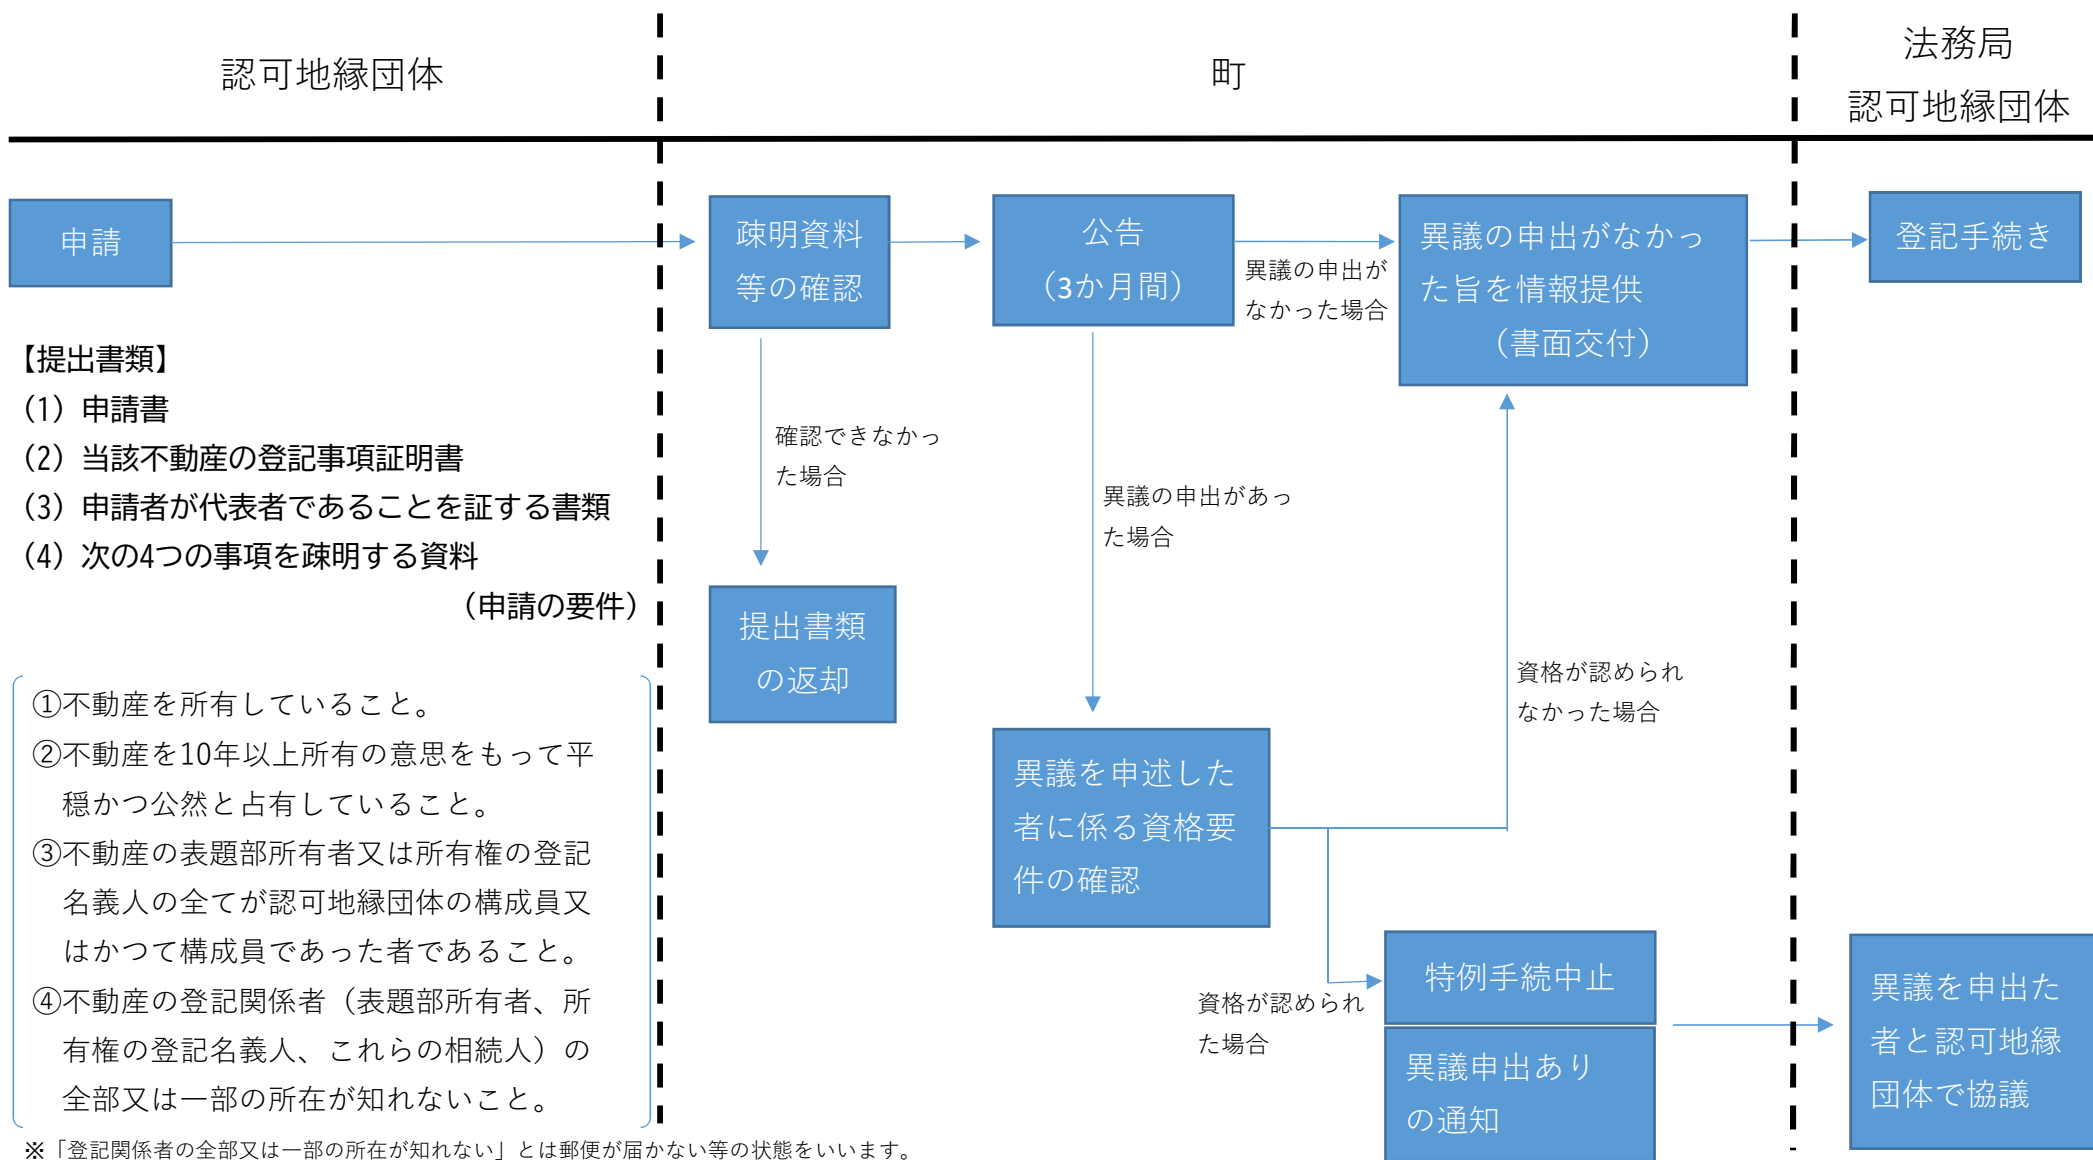 認可地縁団体
町
法務局
認可地縁団体
申請
疎明資料
等の確認
公告
（3か月間）
異議の申出が
なかった場合
異議の申出がなかっ
た旨を情報提供
（書面交付）
登記手続き
【提出書類】
（1）申請書
（2）当該不動産の登記事項証明書
（3）申請者が代表者であることを証する書類
（4）次の4つの事項を疎明する資料
（申請の要件）
①不動産を所有していること。
②不動産を10年以上所有の意思をもって平
穏かつ公然と占有していること。
③不動産の表題部所有者又は所有権の登記
名義人の全てが認可地縁団体の構成員又
はかつて構成員であった者であること。
④不動産の登記関係者（表題部所有者、所
有権の登記名義人、これらの相続人）の
全部又は一部の所在が知れないこと。
※「登記関係者の全部又は一部の所在が知れない」とは郵便が届かない等の状態をいいます。
確認できなかっ
た場合
提出書類
の返却
異議の申出があっ
た場合
異議を申述した
者に係る資格要
件の確認
資格が認められ
なかった場合
資格が認められ
た場合
特例手続中止
異議申出あり
の通知
異議を申出た
者と認可地縁
団体で協議